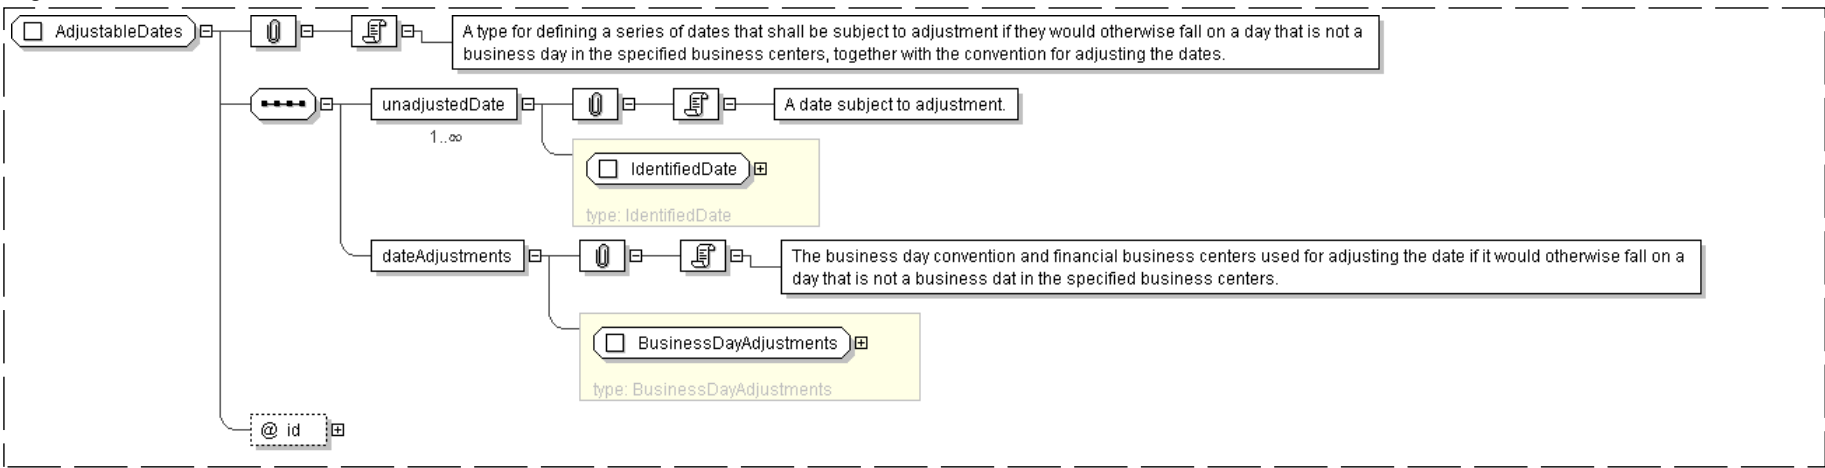 AdjustableDates
A type for defining a series of dates that shall be subject to adjustment if they would otherwise fall on a day that is not a
business day in the specified business centers, together with the convention for adjusting the dates.
unadjustedDate
1..∞
A date subject to adjustment.
IdentifiedDate
type: IdentifiedDate
dateAdjustments
The business day convention and financial business centers used for adjusting the date if it would otherwise fall on a
day that is not a business dat in the specified business centers.
BusinessDayAdjustments
type: BusinessDayAdjustments
@ id